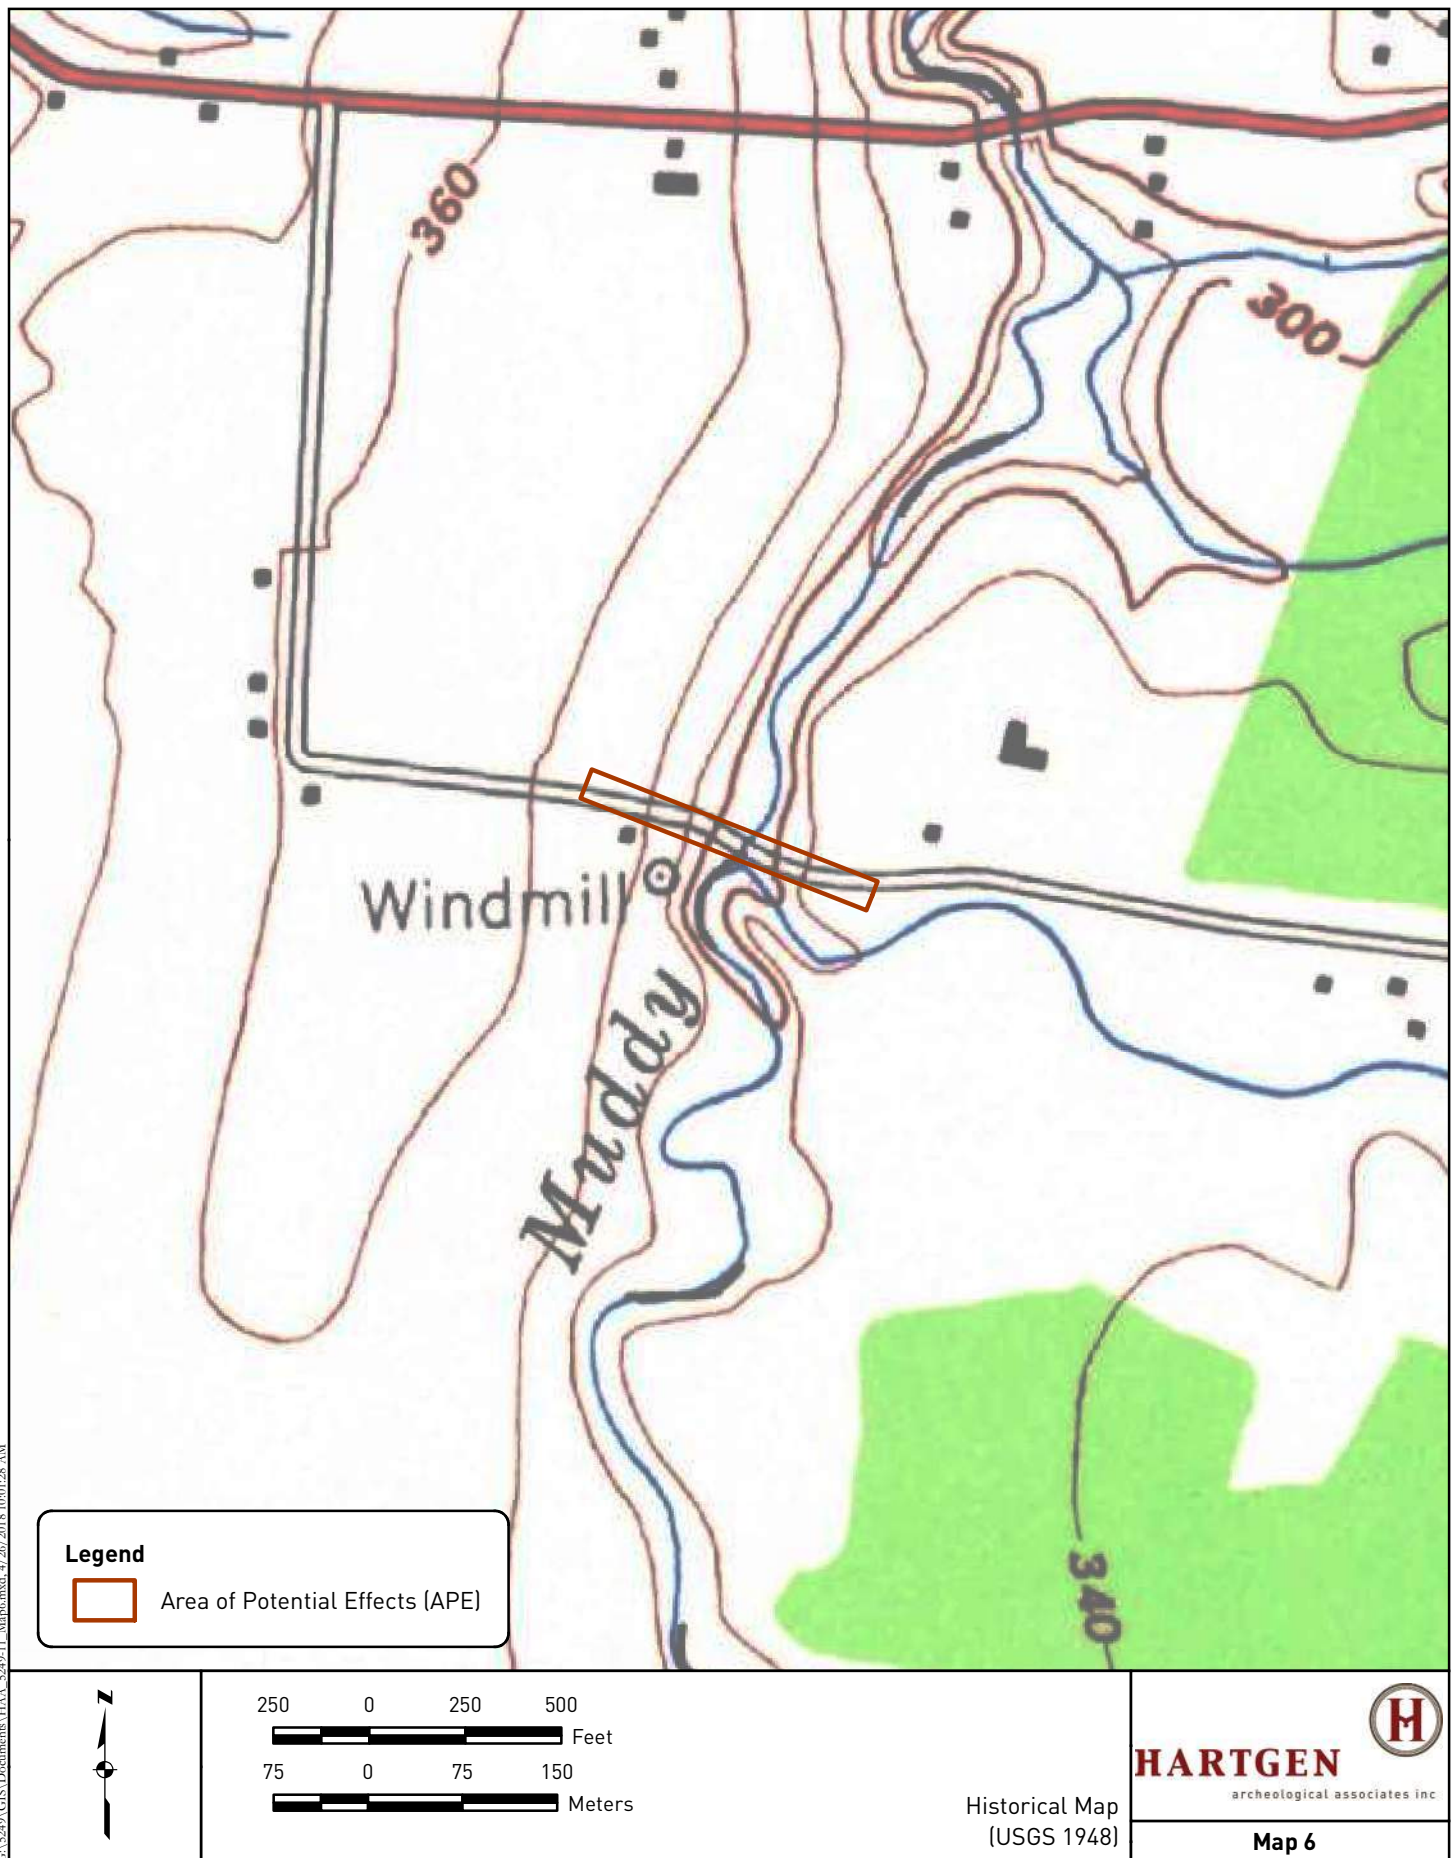 360
300
Windmill
Muddy
340
Legend
Area of Potential Effects (APE)
N
250 0 250 500
Feet
75 0 75 150
Meters
Historical Map
(USGS 1948)
H
HARTGEN
archeological associates inc
Map 6